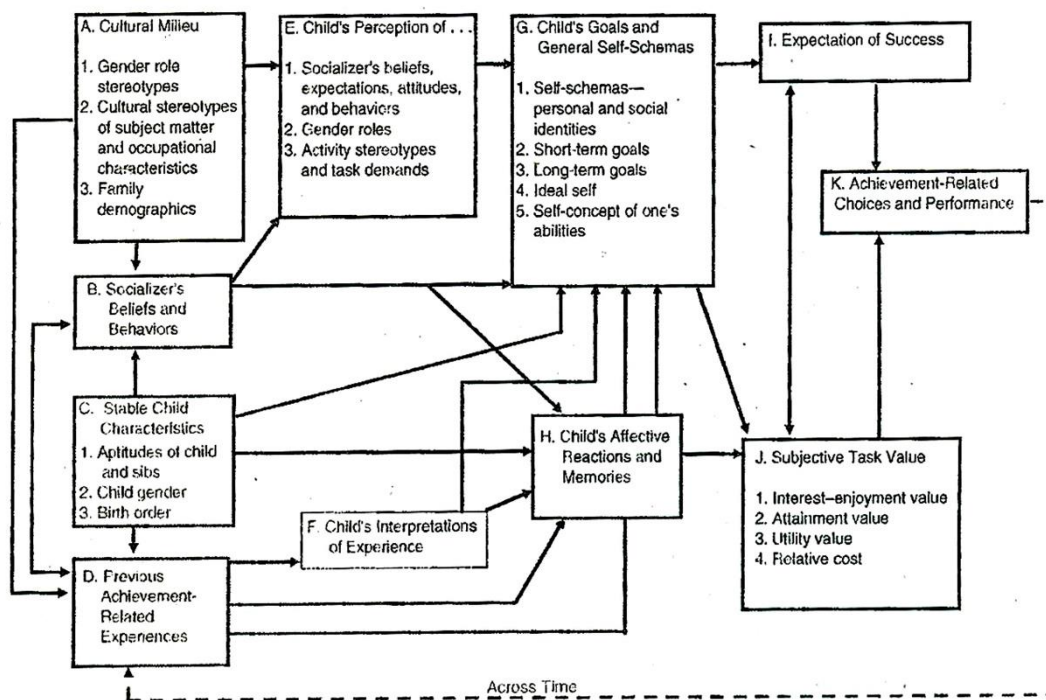 A. Cultural Milieu
1. Gender role
stereotypes
2. Cultural stereotypes
of subject matter
and occupational
characteristics
3. Family
demographics
E. Child's Perception of . . .
1. Socializer's beliefs,
expectations, attitudes,
and behaviors
2. Gender roles
3. Activity stereotypes
and task demands
G. Child's Goals and
General Self-Schemas
1. Self-schemas—
personal and social
identities
2. Short-term goals
3. Long-term goals
4. Ideal self
5. Self-concept of one's
abilities
I. Expectation of Success
K. Achievement-Related
Choices and Performance
B. Socializer's
Beliefs and
Behaviors
C. Stable Child
Characteristics
1. Aptitudes of child
and sibs
2. Child gender
3. Birth order
H. Child's Affective
Reactions and
Memories
J. Subjective Task Value
1. Interest–enjoyment value
2. Attainment value
3. Utility value
4. Relative cost
F. Child's Interpretations
of Experience
D. Previous
Achievement-
Related
Experiences
Across Time